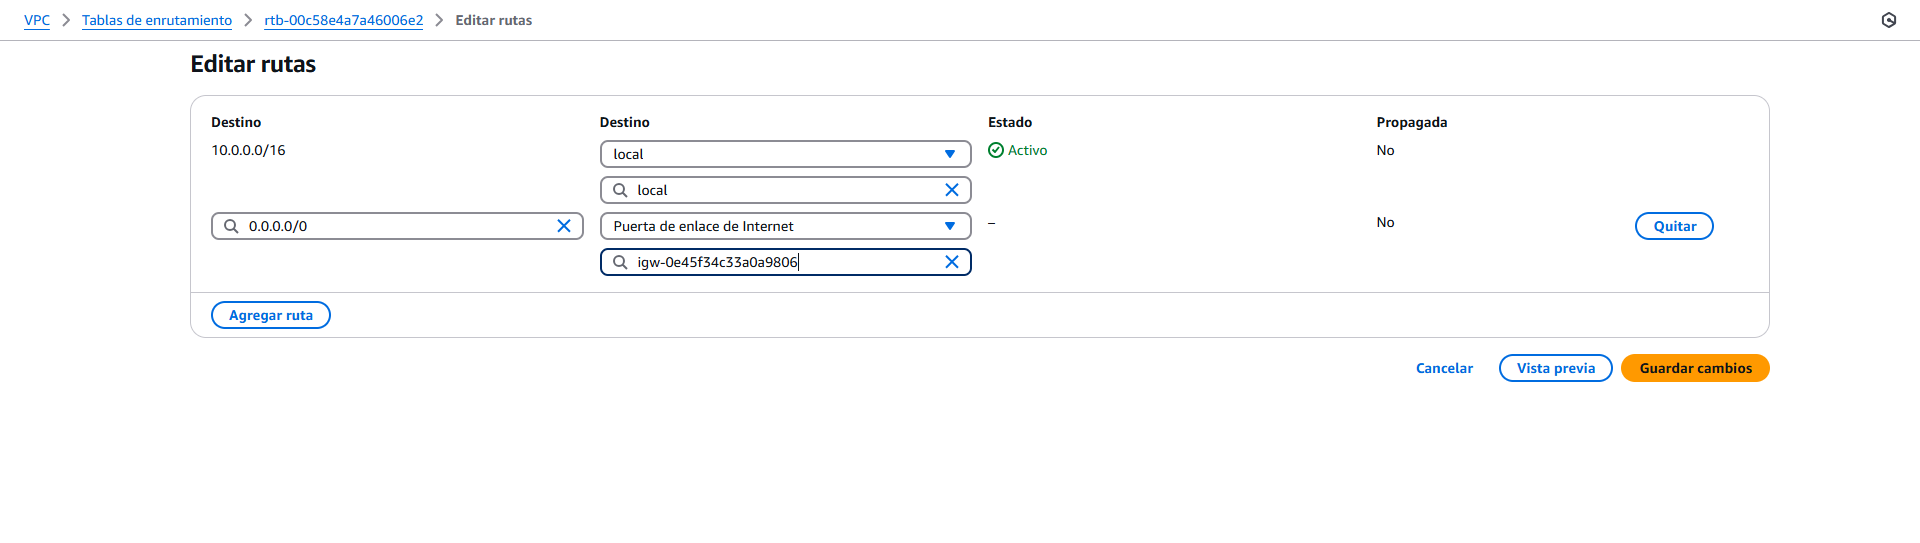 VPC > Tablas de enrutamiento > rtb-00c58e4a7a46006e2 > Editar rutas
Editar rutas
Destino Destino Estado Propagada
10.0.0.0/16 local Activo No
local
0.0.0.0/0 Puerta de enlace de Internet – No Quitar
igw-0e45f34c33a0a9806
Agregar ruta
Cancelar Vista previa Guardar cambios